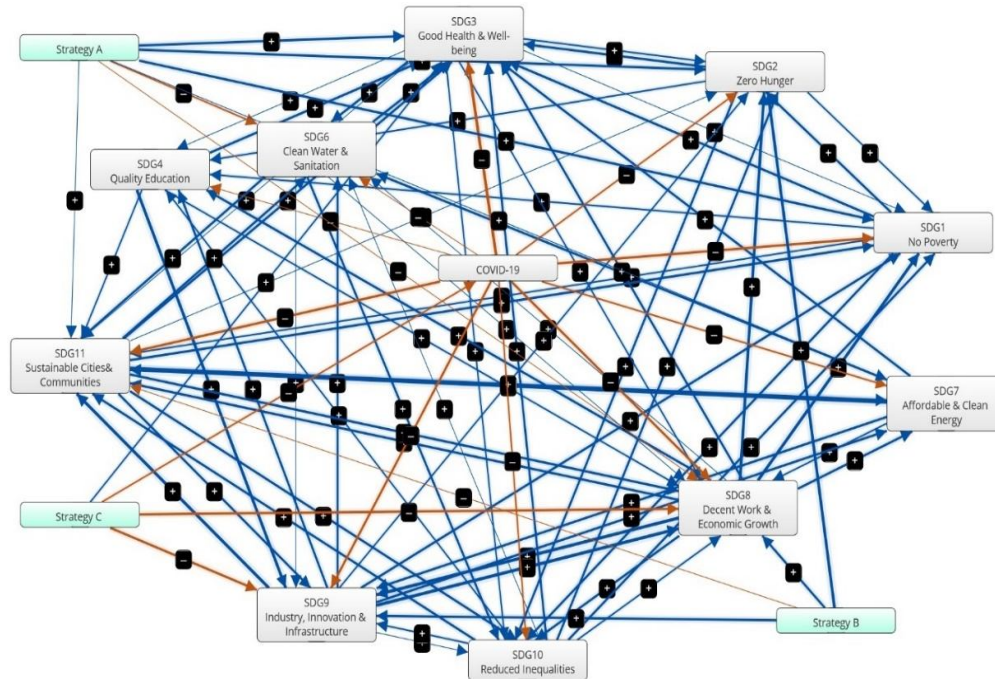 SDG3
Good Health & Well-
being
Strategy A
SDG2
Zero Hunger
SDG6
Clean Water &
Sanitation
SDG4
Quality Education
SDG1
No Poverty
COVID-19
SDG11
Sustainable Cities&
Communities
SDG7
Affordable & Clean
Energy
Strategy C
SDG8
Decent Work &
Economic Growth
SDG9
Industry, Innovation &
Infrastructure
Strategy B
SDG10
Reduced Inequalities